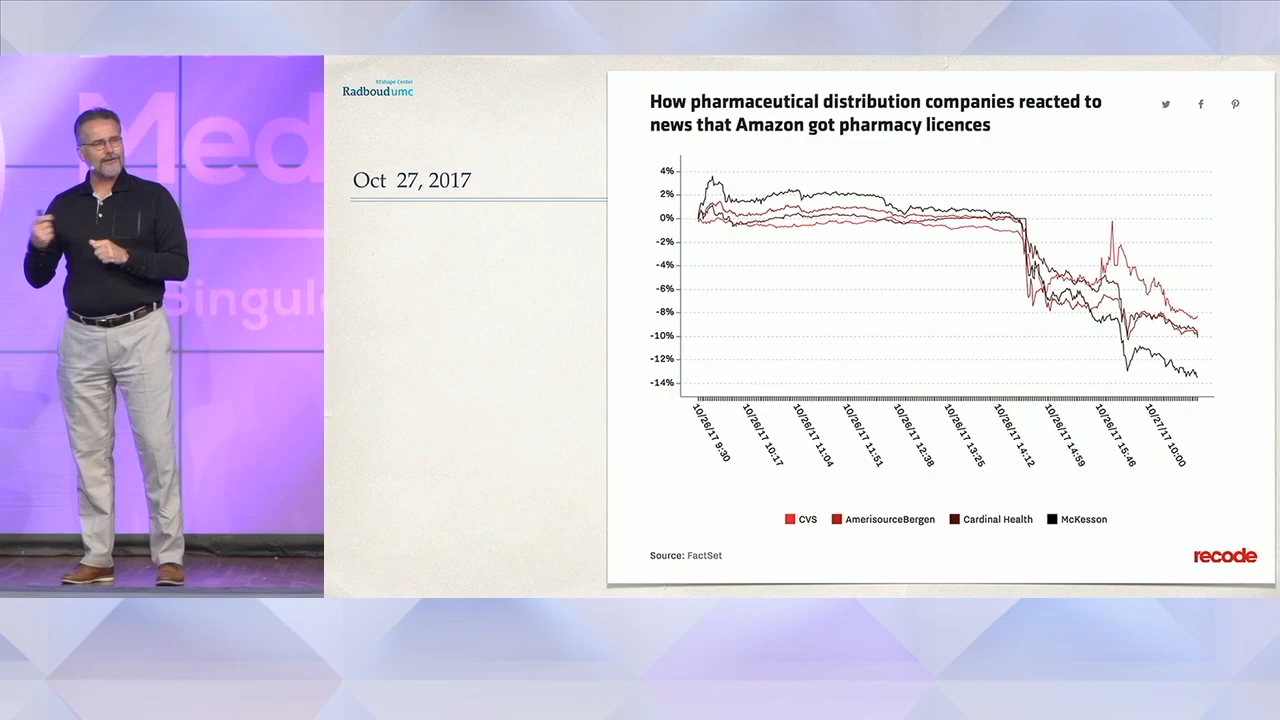 Med
Singul
REshape Center
Radboudumc
Oct 27, 2017
How pharmaceutical distribution companies reacted to
news that Amazon got pharmacy licences
4%
2%
0%
-2%
-4%
-6%
-8%
-10%
-12%
-14%
10/26/17 9:30
10/26/17 10:17
10/26/17 11:04
10/26/17 11:51
10/26/17 12:38
10/26/17 13:25
10/26/17 14:12
10/26/17 14:59
10/26/17 15:46
10/27/17 10:00
CVS AmerisourceBergen Cardinal Health McKesson
Source: FactSet
recode